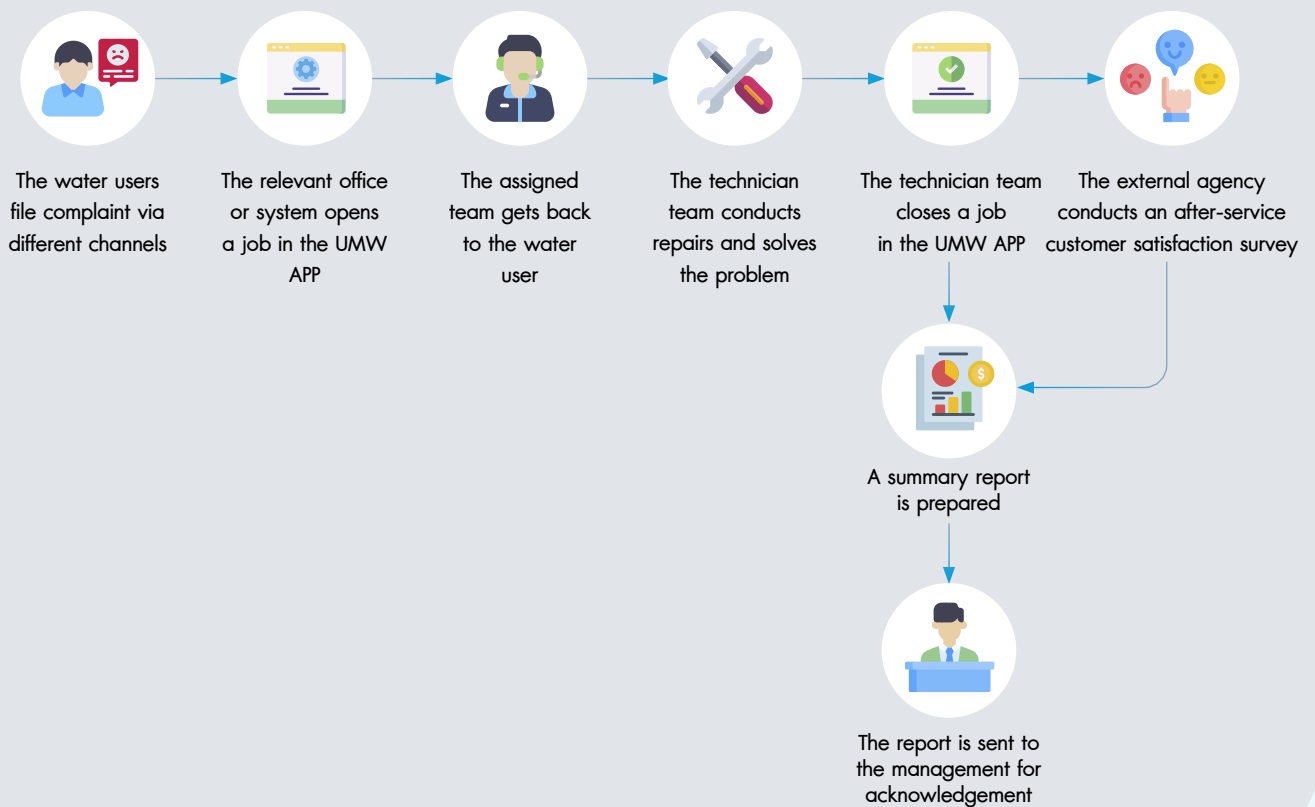 The water users
file complaint via
different channels
The relevant office
or system opens
a job in the UMW
APP
The assigned
team gets back
to the water
user
The technician
team conducts
repairs and solves
the problem
The technician team
closes a job
in the UMW APP
The external agency
conducts an after-service
customer satisfaction survey
$
A summary report
is prepared
The report is sent to
the management for
acknowledgement